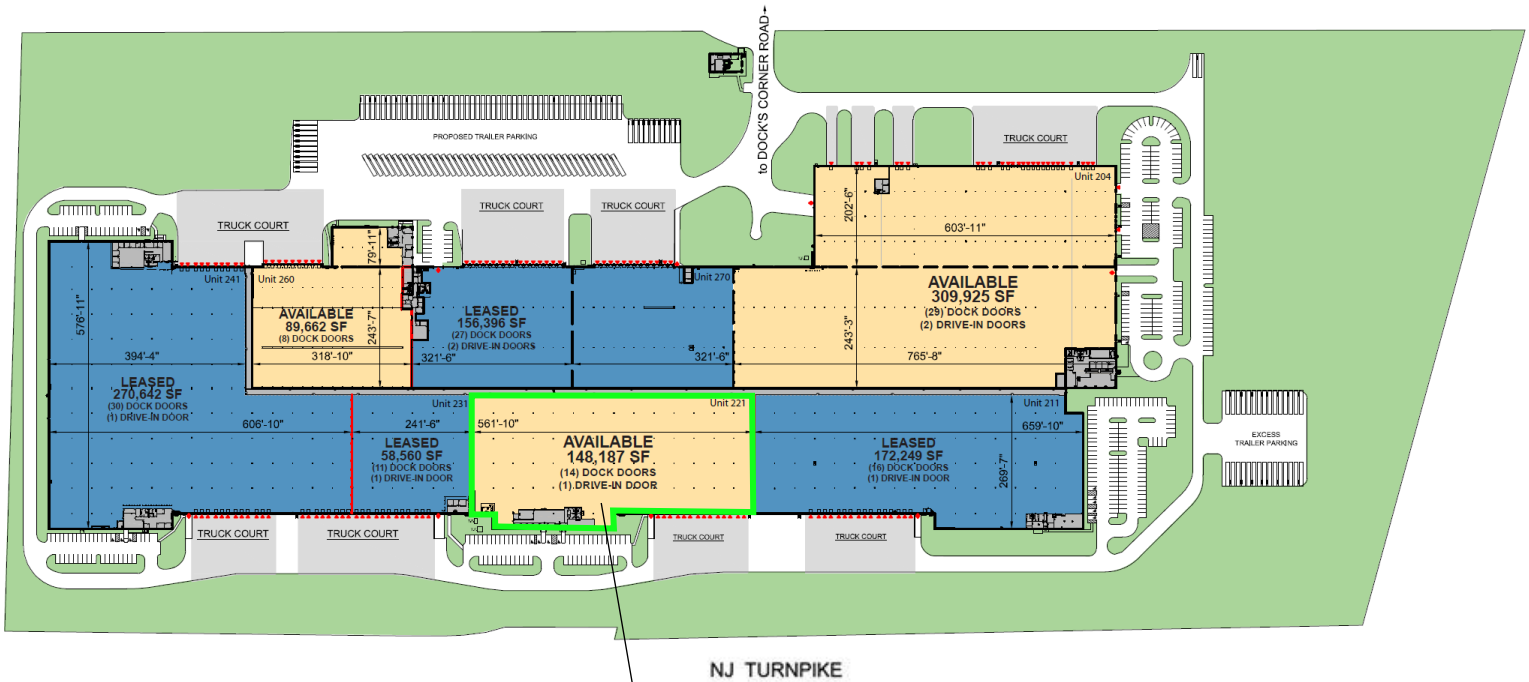 to DOCK'S CORNER ROAD
PROPOSED TRAILER PARKING
TRUCK COURT
Unit 204
202'-6"
603'-11"
TRUCK COURT
TRUCK COURT
TRUCK COURT
79'-11"
Unit 241
Unit 260
Unit 270
576'-11"
AVAILABLE
89,662 SF
(8) DOCK DOORS
243'-7"
318'-10"
LEASED
156,396 SF
(27) DOCK DOORS
(2) DRIVE-IN DOORS
321'-6"
321'-6"
AVAILABLE
309,925 SF
(29) DOCK DOORS
(2) DRIVE-IN DOORS
243'-3"
765'-8"
394'-4"
LEASED
270,642 SF
(30) DOCK DOORS
(1) DRIVE-IN DOOR
606'-10"
Unit 231
241'-6"
LEASED
58,560 SF
(11) DOCK DOORS
(1) DRIVE-IN DOOR
Unit 221
561'-10"
AVAILABLE
148,187 SF
(14) DOCK DOORS
(1) DRIVE-IN DOOR
Unit 211
659'-10"
LEASED
172,249 SF
(16) DOCK DOORS
(1) DRIVE-IN DOOR
269'-7"
EXCESS
TRAILER PARKING
TRUCK COURT
TRUCK COURT
TRUCK COURT
TRUCK COURT
NJ TURNPIKE